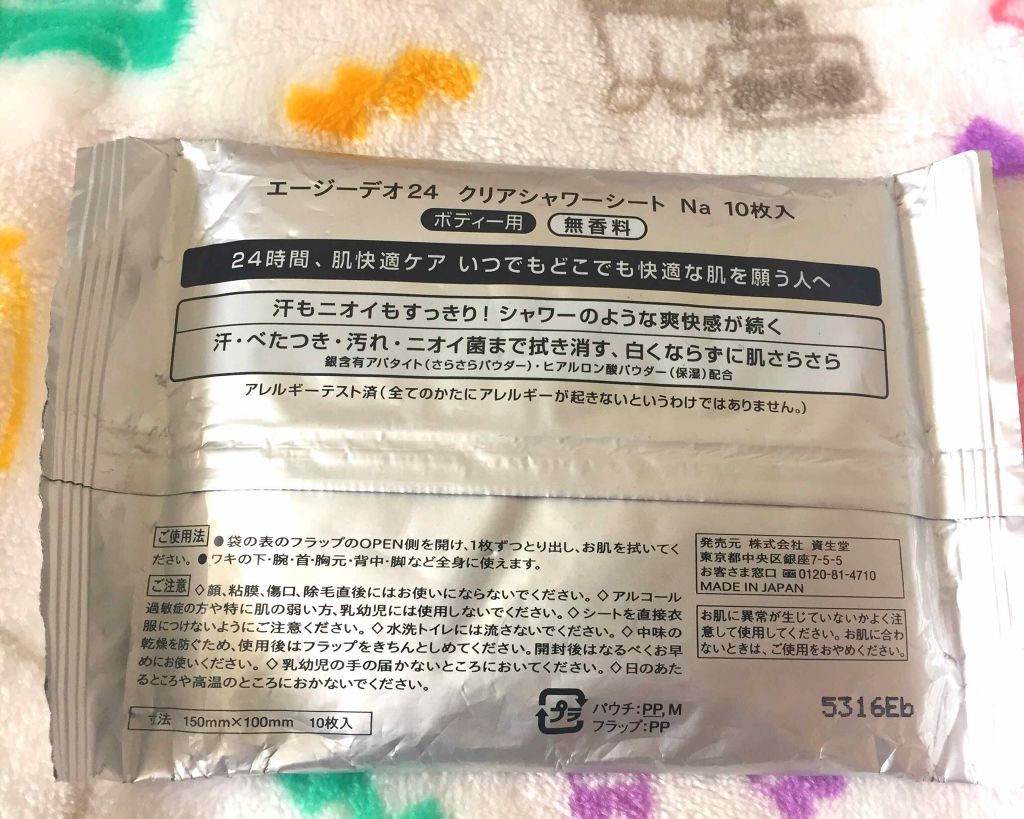 エージーデオ24 クリアシャワーシート Na 10枚入
ボディー用 無香料
24時間、肌快適ケア いつでもどこでも快適な肌を願う人へ
汗もニオイもすっきり！シャワーのような爽快感が続く
汗・べたつき・汚れ・ニオイ菌まで拭き消す、白くならずに肌さらさら
銀含有アパタイト（さらさらパウダー）・ヒアルロン酸パウダー（保湿）配合
アレルギーテスト済（全てのかたにアレルギーが起きないというわけではありません。）
ご使用法 ●袋の表のフラップのOPEN側を開け、1枚ずつとり出し、お肌を拭いてく
ださい。●ワキの下・腕・首・胸元・背中・脚など全身に使えます。
ご注意 ◇顔、粘膜、傷口、除毛直後にはお使いにならないでください。◇アルコール
過敏症の方や特に肌の弱い方、乳幼児には使用しないでください。◇シートを直接衣
服につけないようにご注意ください。◇水洗トイレには流さないでください。◇中味の
乾燥を防ぐため、使用後はフラップをきちんとしめてください。開封後はなるべくお早
めにお使いください。◇乳幼児の手の届かないところにおいてください。◇日のあた
るところや高温のところにおかないでください。
寸法 150mm×100mm 10枚入
発売元 株式会社 資生堂
東京都中央区銀座7-5-5
お客さま窓口 0120-81-4710
MADE IN JAPAN
お肌に異常が生じていないかよく注
意して使用してください。お肌に合わ
ないときは、ご使用をおやめください。
プラ
パウチ:PP, M
フラップ:PP
5316Eb